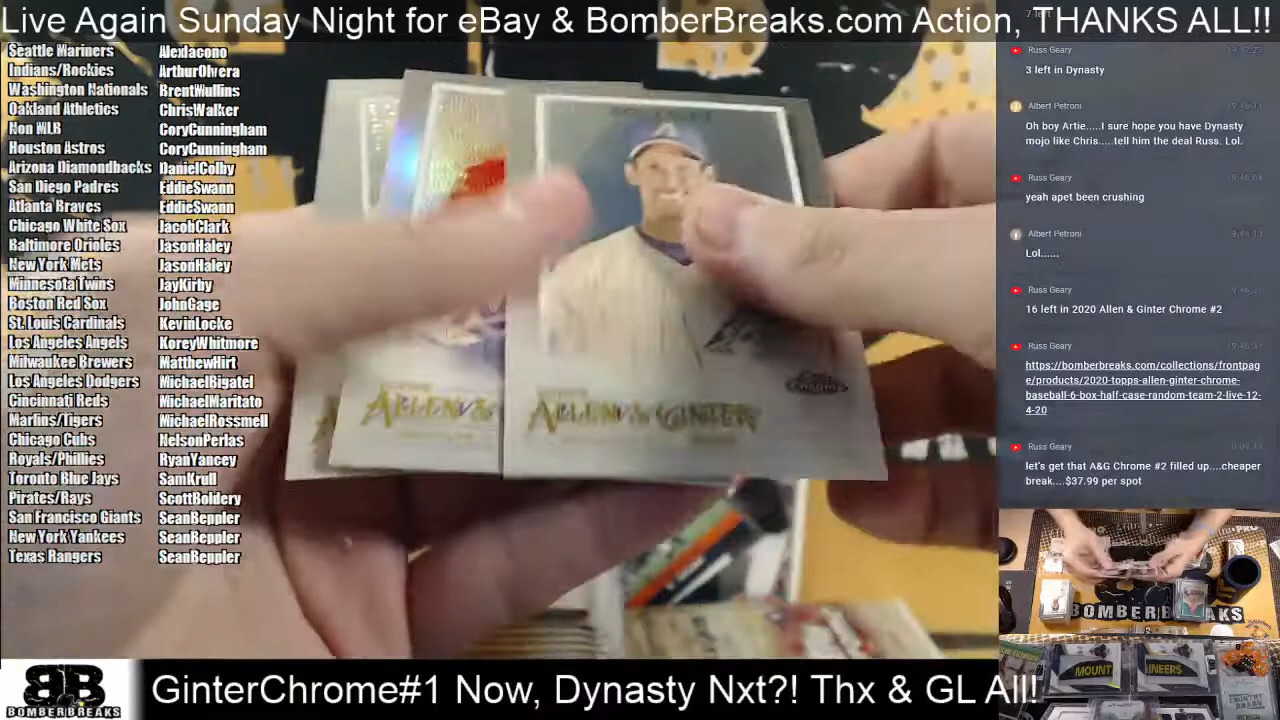 Live Again Sunday Night for eBay & BomberBreaks.com Action, THANKS ALL!!
Seattle Mariners AlexIacono
Indians/Rockies ArthurOlvera
Washington Nationals BrentWullins
Oakland Athletics ChrisWalker
Non MLB CoryCunningham
Houston Astros CoryCunningham
Arizona Diamondbacks DanielColby
San Diego Padres EddieSwann
Atlanta Braves EddieSwann
Chicago White Sox JacobClark
Baltimore Orioles JasonHaley
New York Mets JasonHaley
Minnesota Twins JayKirby
Boston Red Sox JohnGage
St. Louis Cardinals KevinLocke
Los Angeles Angels KoreyWhitmore
Milwaukee Brewers MatthewHirt
Los Angeles Dodgers MichaelBigatel
Cincinnati Reds MichaelMaritato
Marlins/Tigers MichaelRossmell
Chicago Cubs NelsonPerlas
Royals/Phillies RyanYancey
Toronto Blue Jays SamKrull
Pirates/Rays ScottBoldery
San Francisco Giants SeanBeppler
New York Yankees SeanBeppler
Texas Rangers SeanBeppler
ALLEN & GINTER
CHROME
7 left
Russ Geary
3 left in Dynasty
Albert Petroni
Oh boy Artie.....I sure hope you have Dynasty
mojo like Chris.....tell him the deal Russ. Lol.
Russ Geary
yeah apet been crushing
Albert Petroni
Lol......
Russ Geary
16 left in 2020 Allen & Ginter Chrome #2
Russ Geary
https://bomberbreaks.com/collections/frontpag
e/products/2020-topps-allen-ginter-chrome-
baseball-6-box-half-case-random-team-2-live-12-
4-20
Russ Geary
let's get that A&G Chrome #2 filled up....cheaper
break....$37.99 per spot
BOMBERBREAKS
MOUNT
INEERS
BB
BOMBERBREAKS
GinterChrome#1 Now, Dynasty Nxt?! Thx & GL All!